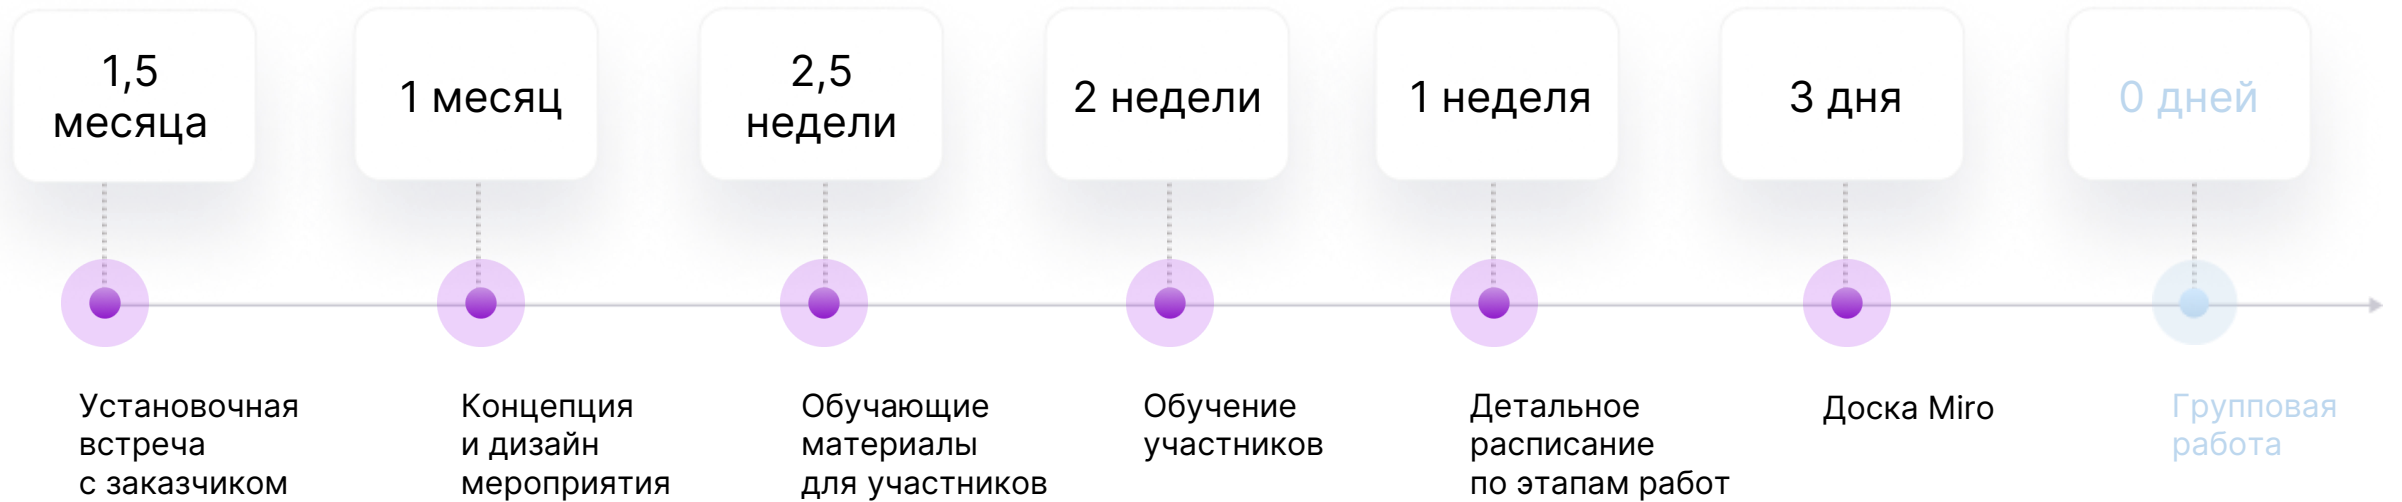 1,5
месяца
1 месяц
2,5
недели
2 недели
1 неделя
3 дня
0 дней
Установочная
встреча
с заказчиком
Концепция
и дизайн
мероприятия
Обучающие
материалы
для участников
Обучение
участников
Детальное
расписание
по этапам работ
Доска Miro
Групповая
работа